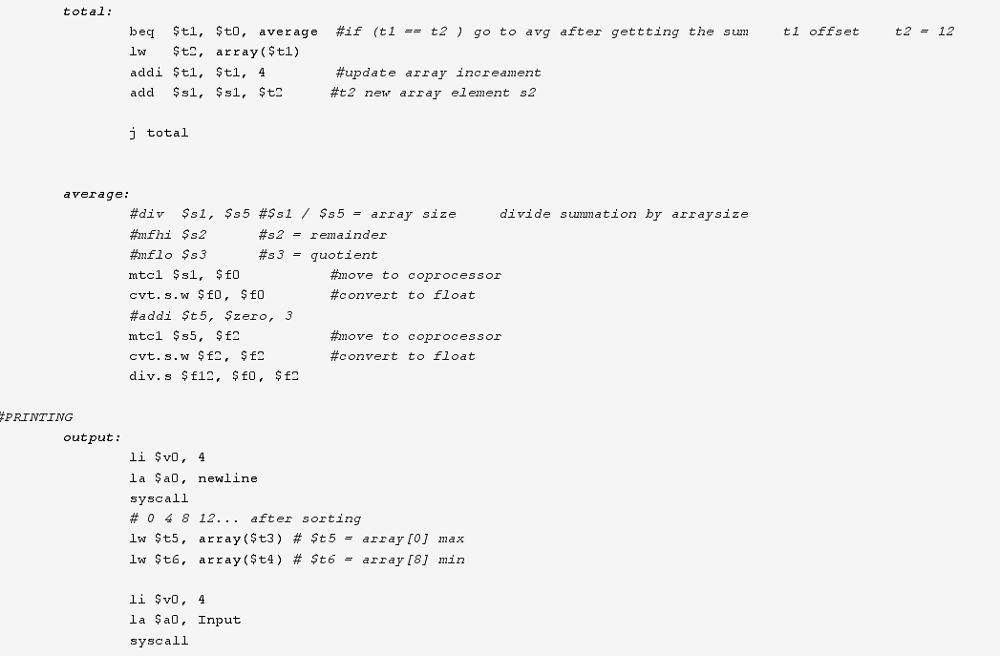 total:
beq $t1, $t0, average #if (t1 == t2 ) go to avg after gettting the sum t1 offset t2 = 12
lw $t2, array($t1)
addi $t1, $t1, 4 #update array increament
add $s1, $s1, $t2 #t2 new array element s2
j total
average:
#div $s1, $s5 #$s1 / $s5 = array size divide summation by arraysize
#mfhi $s2 #s2 = remainder
#mflo $s3 #s3 = quotient
mtc1 $s1, $f0 #move to coprocessor
cvt.s.w $f0, $f0 #convert to float
#addi $t5, $zero, 3
mtc1 $s5, $f2 #move to coprocessor
cvt.s.w $f2, $f2 #convert to float
div.s $f12, $f0, $f2
#PRINTING
output:
li $v0, 4
la $a0, newline
syscall
# 0 4 8 12... after sorting
lw $t5, array($t3) # $t5 = array[0] max
lw $t6, array($t4) # $t6 = array[8] min
li $v0, 4
la $a0, Input
syscall